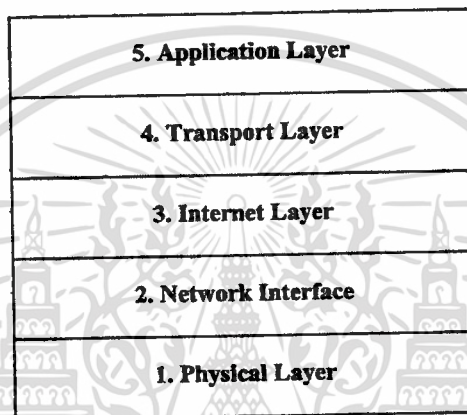 5. Application Layer
4. Transport Layer
3. Internet Layer
2. Network Interface
1. Physical Layer